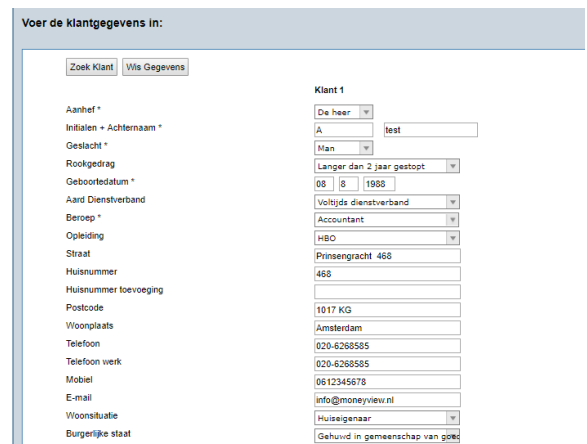 Voer de klantgegevens in:
Zoek Klant Wis Gegevens
Klant 1
Aanhef * De heer
Initialen + Achternaam * A test
Geslacht * Man
Rookgedrag Langer dan 2 jaar gestopt
Geboortedatum * 08 8 1988
Aard Dienstverband Voltijds dienstverband
Beroep * Accountant
Opleiding HBO
Straat Prinsengracht 468
Huisnummer 468
Huisnummer toevoeging
Postcode 1017 KG
Woonplaats Amsterdam
Telefoon 020-6268585
Telefoon werk 020-6268585
Mobiel 0612345678
E-mail info@moneyview.nl
Woonsituatie Huiseigenaar
Burgerlijke staat Gehuwd in gemeenschap van